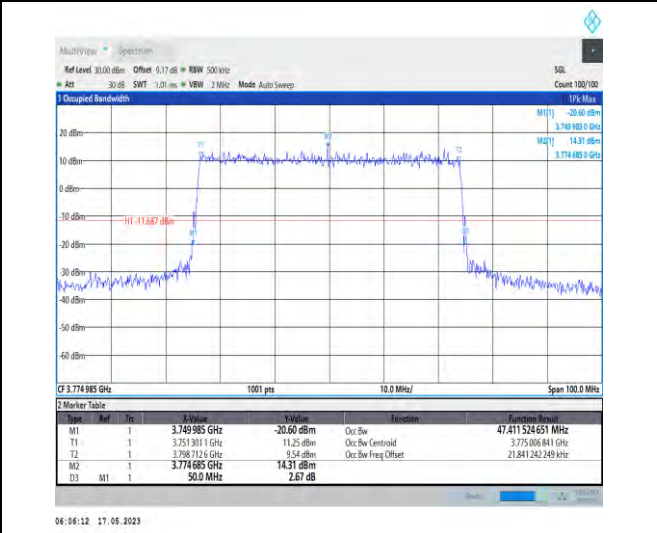 MultiView Spectrum
Ref Level 30.00 dBm Offset 9.17 dB RBW 500 kHz SGL
Att 30 dB SWT 1.01 ms VBW 2 MHz Mode Auto Sweep Count 100/100
1 Occupied Bandwidth 1Pk Max
M1[1] -20.60 dBm
3.749 985 0 GHz
20 dBm M2[1] 14.31 dBm
3.774 685 0 GHz
T1 T2
10 dBm
0 dBm
-10 dBm
H1 -11.687 dBm
-20 dBm
-30 dBm
-40 dBm
-50 dBm
-60 dBm
CF 3.774 985 GHz 1001 pts 10.0 MHz/ Span 100.0 MHz
2 Marker Table
Type Ref Trc X-Value Y-Value Function Function Result
M1 1 3.749 985 GHz -20.60 dBm Occ Bw 47.411 524 651 MHz
T1 1 3.751 301 1 GHz 11.25 dBm Occ Bw Centroid 3.775 006 841 GHz
T2 1 3.798 712 6 GHz 9.54 dBm Occ Bw Freq Offset 21.841 242 249 kHz
M2 1 3.774 685 GHz 14.31 dBm
D3 M1 1 50.0 MHz 2.67 dB
06:06:12 17.05.2023